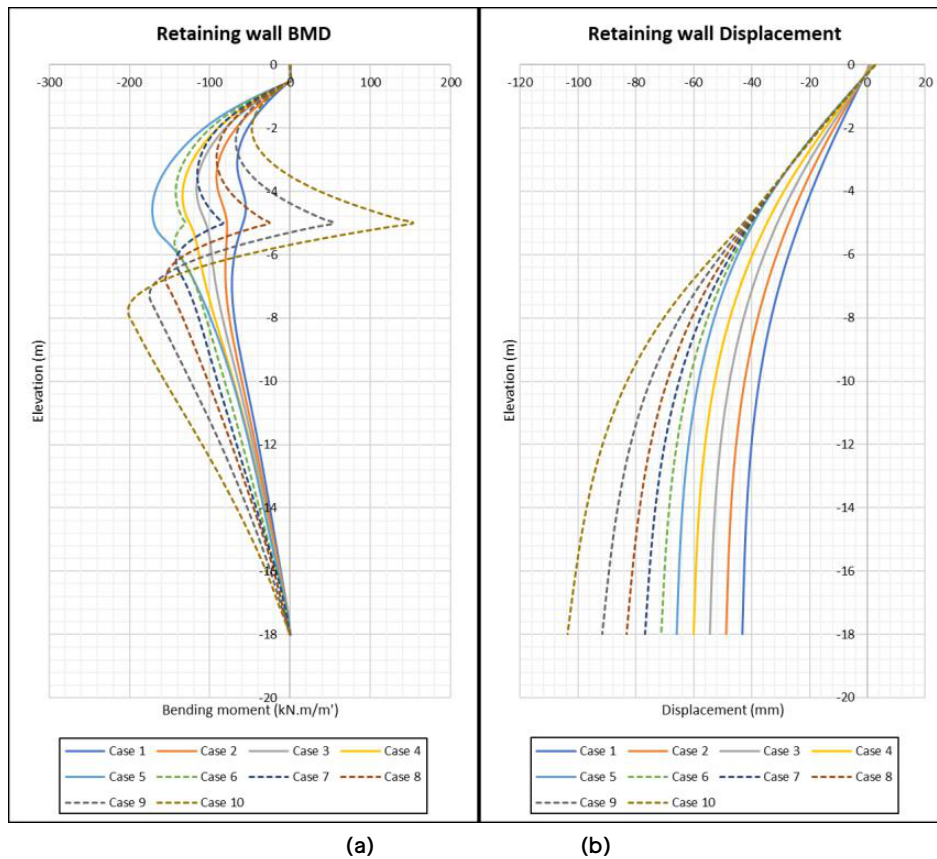 Retaining wall BMD
0
-300 -200 -100 0 100 200
-2
-4
-6
-8
-10
-12
-14
-16
-18
-20
Elevation (m)
Bending moment (kN.m/m')
Case 1 Case 2 Case 3 Case 4
Case 5 Case 6 Case 7 Case 8
Case 9 Case 10
(a)
Retaining wall Displacement
0
-120 -100 -80 -60 -40 -20 0 20
-2
-4
-6
-8
-10
-12
-14
-16
-18
-20
Elevation (m)
Displacement (mm)
Case 1 Case 2 Case 3 Case 4
Case 5 Case 6 Case 7 Case 8
Case 9 Case 10
(b)